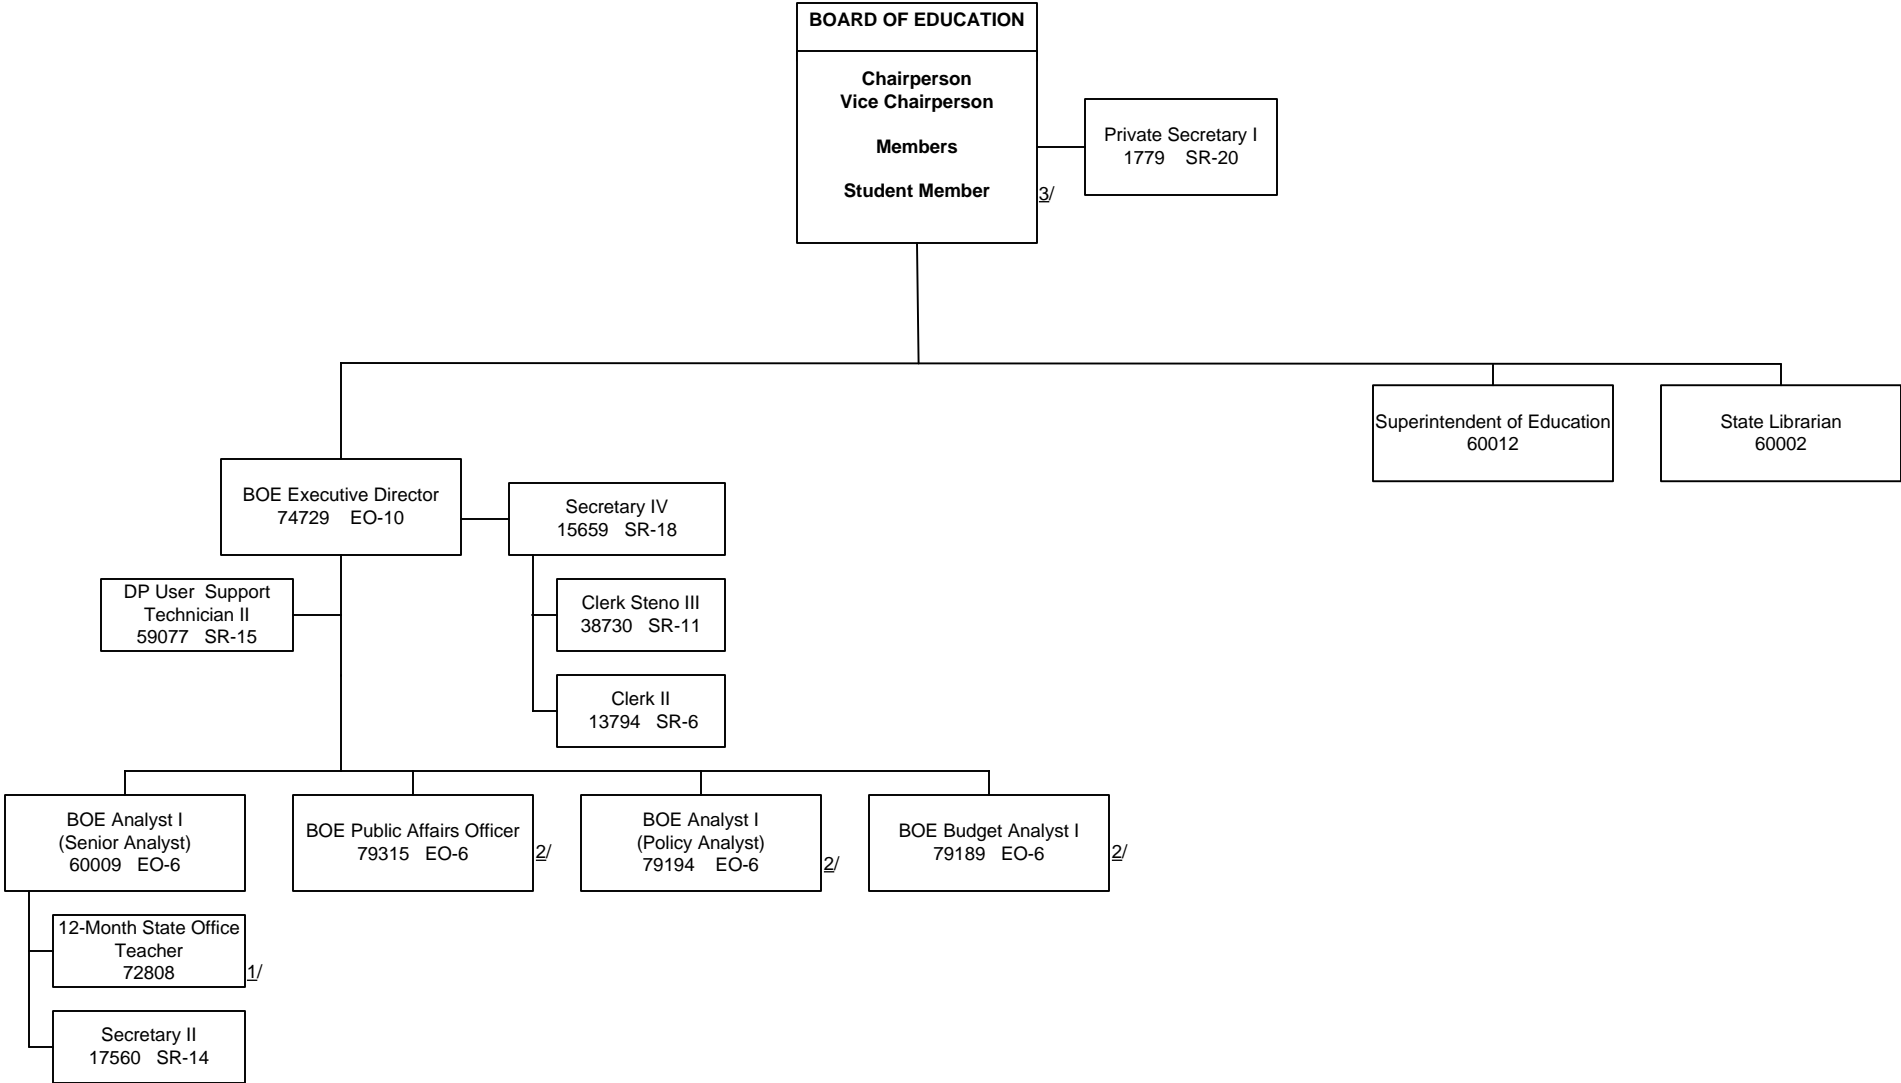 BOARD OF EDUCATION
Chairperson
Vice Chairperson
Members
Student Member
3/
Private Secretary I
1779 SR-20
Superintendent of Education
60012
State Librarian
60002
BOE Executive Director
74729 EO-10
Secretary IV
15659 SR-18
DP User Support
Technician II
59077 SR-15
Clerk Steno III
38730 SR-11
Clerk II
13794 SR-6
BOE Analyst I
(Senior Analyst)
60009 EO-6
BOE Public Affairs Officer
79315 EO-6
2/
BOE Analyst I
(Policy Analyst)
79194 EO-6
2/
BOE Budget Analyst I
79189 EO-6
2/
12-Month State Office
Teacher
72808
1/
Secretary II
17560 SR-14